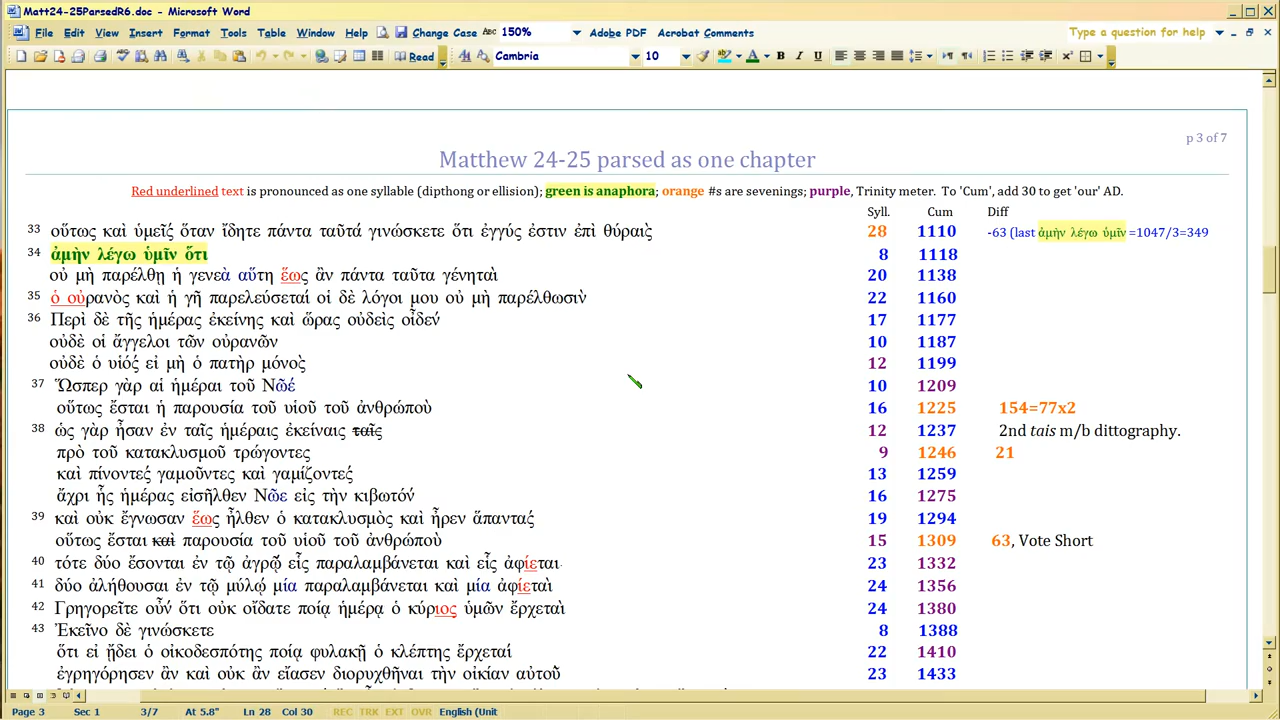 Matt24-25ParsedR6.doc - Microsoft Word
File Edit View Insert Format Tools Table Window Help Change Case 150% Adobe PDF Acrobat Comments Type a question for help
Read Cambria 10
p 3 of 7
Matthew 24-25 parsed as one chapter
Red underlined text is pronounced as one syllable (dipthong or ellision); green is anaphora; orange #s are sevenings; purple, Trinity meter. To 'Cum', add 30 to get 'our' AD.
Syll. Cum Diff
33 οὕτως καὶ ὑμεῖς ὅταν ἴδητε πάντα ταῦτά γινώσκετε ὅτι ἐγγύς ἐστιν ἐπὶ θύραις 28 1110 -63 (last ἀμὴν λέγω ὑμῖν =1047/3=349
34 ἀμὴν λέγω ὑμῖν ὅτι 8 1118
οὐ μὴ παρέλθῃ ἡ γενεὰ αὕτη ἕως ἂν πάντα ταῦτα γένηται 20 1138
35 ὁ οὐρανὸς καὶ ἡ γῆ παρελεύσεταί οἱ δὲ λόγοι μου οὐ μὴ παρέλθωσιν 22 1160
36 Περὶ δὲ τῆς ἡμέρας ἐκείνης καὶ ὥρας οὐδεὶς οἶδεν 17 1177
οὐδὲ οἱ ἄγγελοι τῶν οὐρανῶν 10 1187
οὐδὲ ὁ υἱός εἰ μὴ ὁ πατὴρ μόνος 12 1199
37 Ὥσπερ γὰρ αἱ ἡμέραι τοῦ Νῶέ 10 1209
οὕτως ἔσται ἡ παρουσία τοῦ υἱοῦ τοῦ ἀνθρώπου 16 1225 154=77x2
38 ὡς γὰρ ἦσαν ἐν ταῖς ἡμέραις ἐκείναις ταῖς 12 1237 2nd tais m/b dittography.
πρὸ τοῦ κατακλυσμοῦ τρώγοντες 9 1246 21
καὶ πίνοντές γαμοῦντες καὶ γαμίζοντές 13 1259
ἄχρι ἧς ἡμέρας εἰσῆλθεν Νῶε εἰς τὴν κιβωτόν 16 1275
39 καὶ οὐκ ἔγνωσαν ἕως ἦλθεν ὁ κατακλυσμὸς καὶ ἦρεν ἅπαντας 19 1294
οὕτως ἔσται καὶ παρουσία τοῦ υἱοῦ τοῦ ἀνθρώπου 15 1309 63, Vote Short
40 τότε δύο ἔσονται ἐν τῷ ἀγρῷ εἷς παραλαμβάνεται καὶ εἷς ἀφίεται 23 1332
41 δύο ἀλήθουσαι ἐν τῷ μύλῳ μία παραλαμβάνεται καὶ μία ἀφίεται 24 1356
42 Γρηγορεῖτε οὖν ὅτι οὐκ οἴδατε ποίᾳ ἡμέρᾳ ὁ κύριος ὑμῶν ἔρχεται 24 1380
43 Ἐκεῖνο δὲ γινώσκετε 8 1388
ὅτι εἰ ᾔδει ὁ οἰκοδεσπότης ποίᾳ φυλακῇ ὁ κλέπτης ἔρχεταί 22 1410
ἐγρηγόρησεν ἂν καὶ οὐκ ἂν εἴασεν διορυχθῆναι τὴν οἰκίαν αὐτοῦ 23 1433
Page 3 Sec 1 3/7 At 5.8" Ln 28 Col 30 REC TRK EXT OVR English (Unit